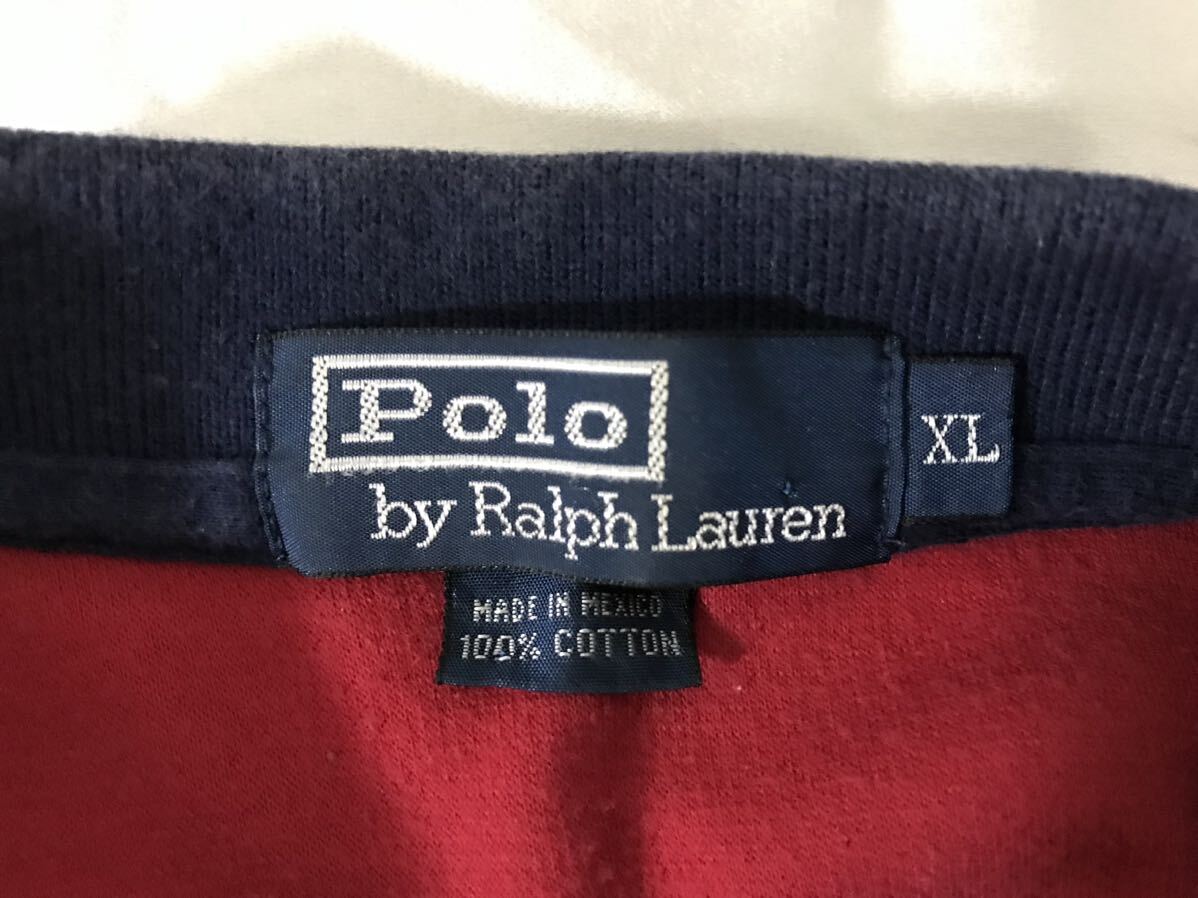 Polo
by Ralph Lauren
XL
MADE IN MEXICO
100% COTTON